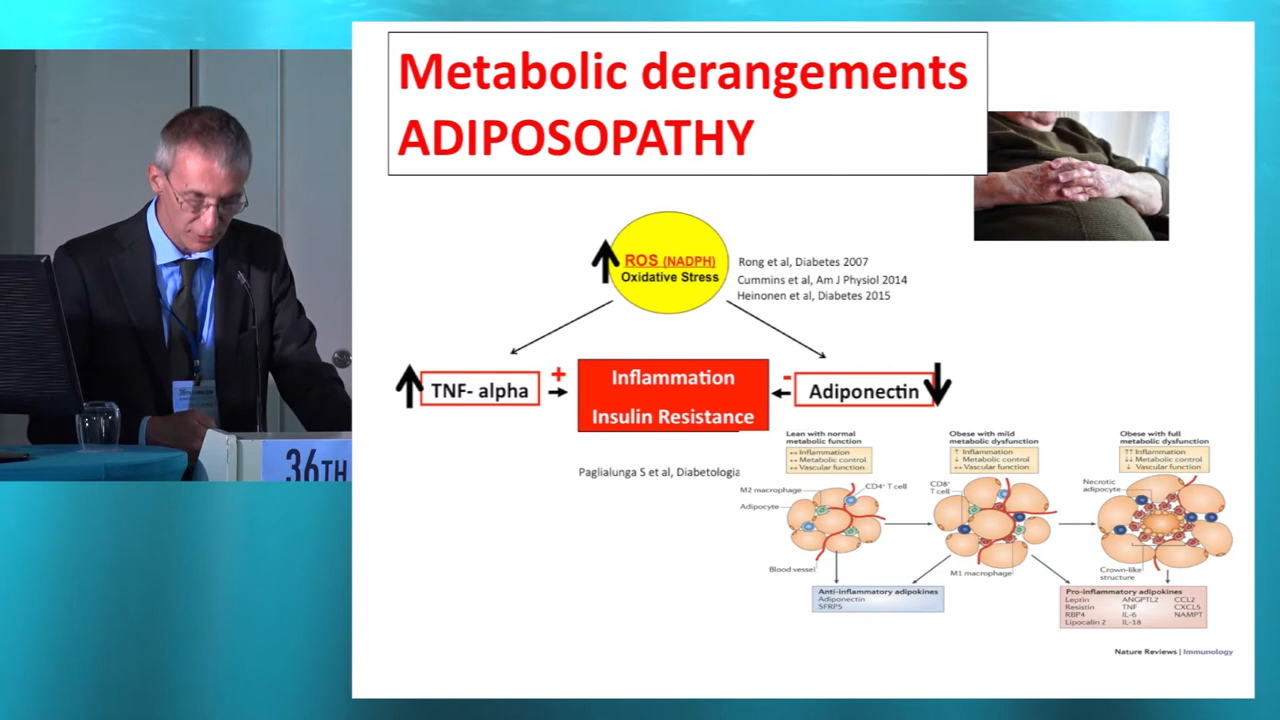 Metabolic derangements
ADIPOSOPATHY
ROS (NADPH)
Oxidative Stress
Rong et al, Diabetes 2007
Cummins et al, Am J Physiol 2014
Heinonen et al, Diabetes 2015
TNF- alpha
+
Inflammation
Insulin Resistance
-
Adiponectin
Paglialunga S et al, Diabetologia
Lean with normal
metabolic function
↔ Inflammation
↔ Metabolic control
↔ Vascular function
Obese with mild
metabolic dysfunction
↑ Inflammation
↓ Metabolic control
↔ Vascular function
Obese with full
metabolic dysfunction
↑↑ Inflammation
↓↓ Metabolic control
↓ Vascular function
M2 macrophage
CD4⁺ T cell
Adipocyte
Blood vessel
CD8⁺
T cell
M1 macrophage
Necrotic
adipocyte
Crown-like
structure
Anti-inflammatory adipokines
Adiponectin
SFRP5
Pro-inflammatory adipokines
Leptin ANGPTL2 CCL2
Resistin TNF CXCL5
RBP4 IL-6 NAMPT
Lipocalin 2 IL-18
Nature Reviews | Immunology
36TH